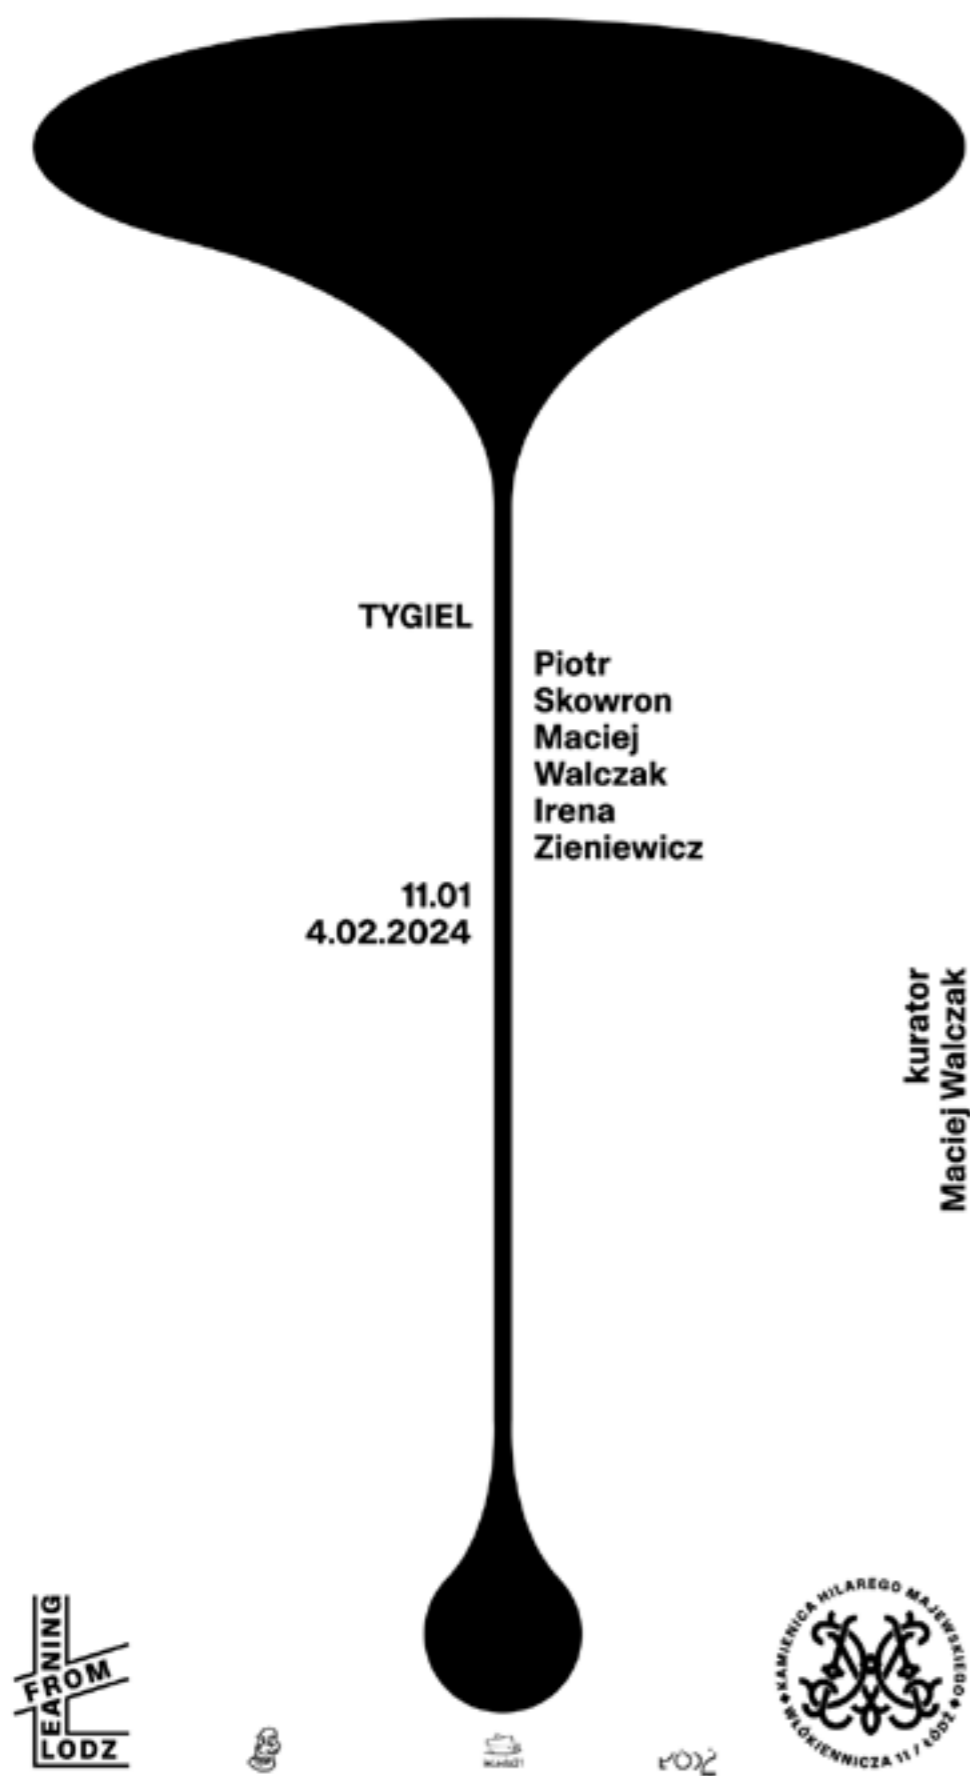 TYGIEL
Piotr
Skowron
Maciej
Walczak
Irena
Zieniewicz
11.01
4.02.2024
kurator
Maciej Walczak
LEANING
FROM
LODZ
KAMIENICA HILAREGO MAJEWSKIEGO
WŁÓKIENNICZA 11 / ŁÓDŹ